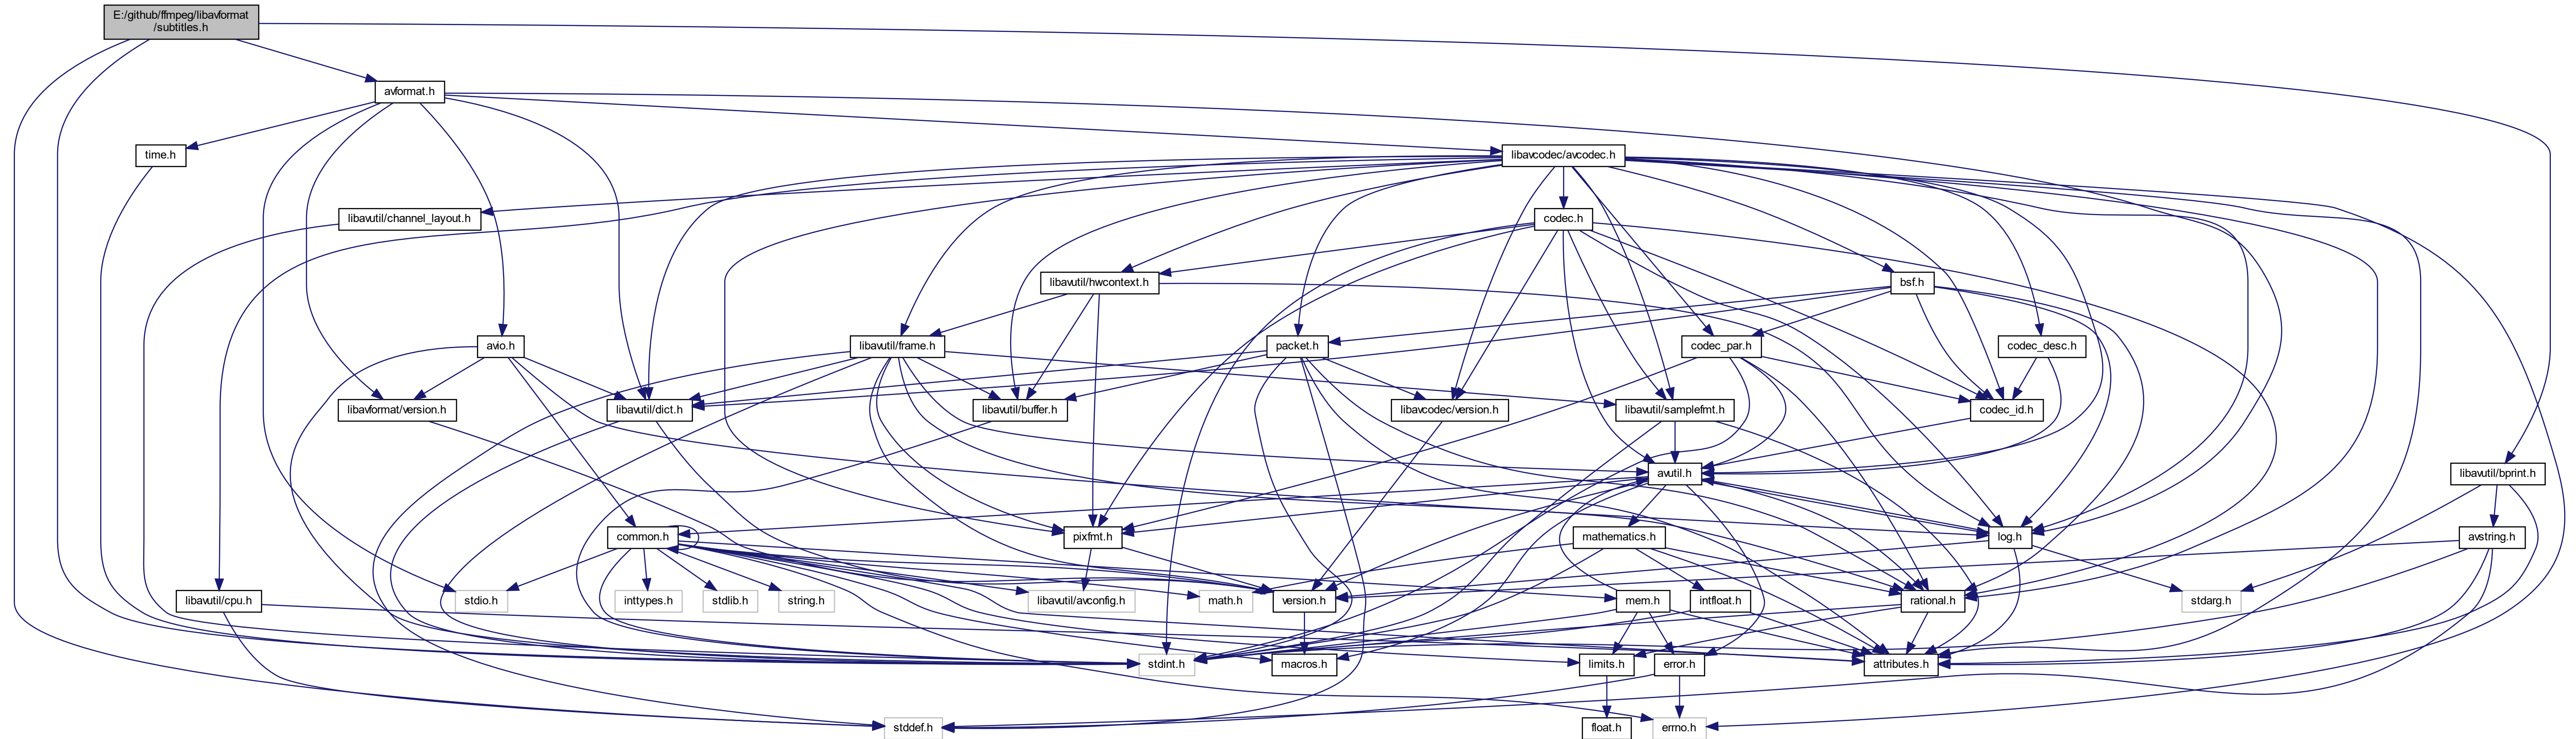 E:/github/ffmpeg/libavformat
/subtitles.h
avformat.h
time.h
libavcodec/avcodec.h
libavutil/channel_layout.h
codec.h
libavutil/hwcontext.h
bsf.h
avio.h
libavutil/frame.h
packet.h
codec_par.h
codec_desc.h
libavformat/version.h
libavutil/dict.h
libavutil/buffer.h
libavcodec/version.h
libavutil/samplefmt.h
codec_id.h
avutil.h
libavutil/bprint.h
common.h
pixfmt.h
mathematics.h
log.h
avstring.h
libavutil/cpu.h
stdio.h
inttypes.h
stdlib.h
string.h
libavutil/avconfig.h
math.h
version.h
mem.h
intfloat.h
rational.h
stdarg.h
stdint.h
macros.h
limits.h
error.h
attributes.h
stddef.h
float.h
errno.h